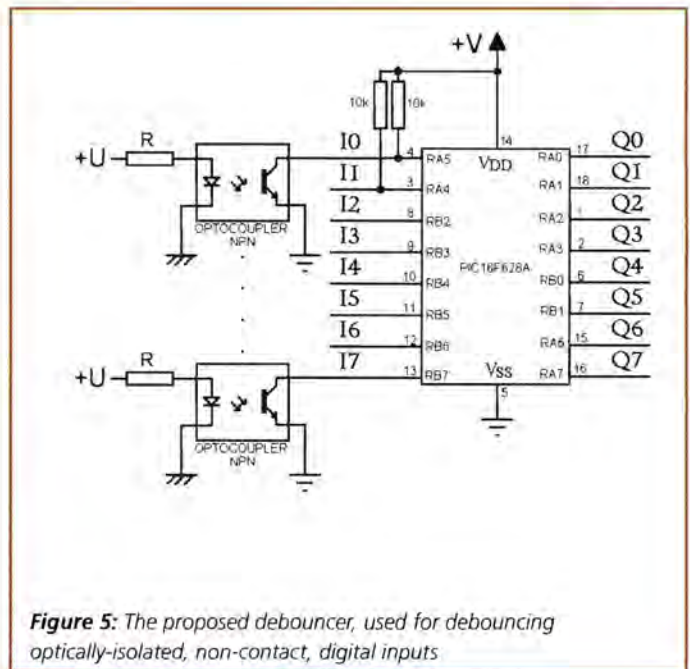 +V
10k 10k
R
+U
OPTOCOUPLER
NPN
R
+U
OPTOCOUPLER
NPN
I0 4 RA5
I1 3 RA4
I2 8 RB2
I3 9 RB3
I4 10 RB4
I5 11 RB5
I6 12 RB6
I7 13 RB7
14
VDD
PIC16F628A
VSS
5
RA0 17 Q0
RA1 18 Q1
RA2 1 Q2
RA3 2 Q3
RB0 6 Q4
RB1 7 Q5
RA6 15 Q6
RA7 16 Q7
Figure 5: The proposed debouncer, used for debouncing
optically-isolated, non-contact, digital inputs